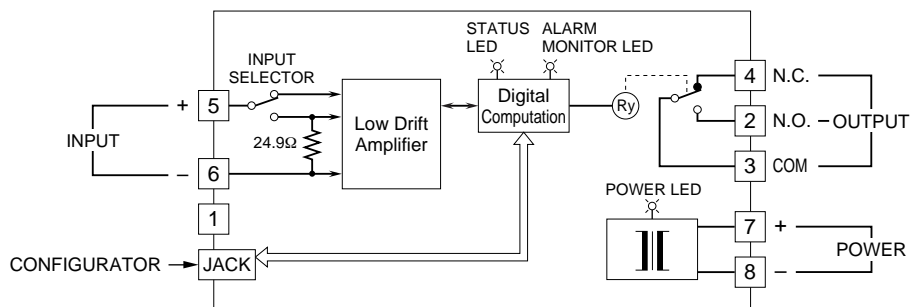 STATUS LED
ALARM MONITOR LED
INPUT SELECTOR
+
5
INPUT
24.9Ω
−
6
1
CONFIGURATOR
JACK
Low Drift Amplifier
Digital Computation
Ry
4
N.C.
2
N.O.
OUTPUT
3
COM
POWER LED
7
+
POWER
8
−